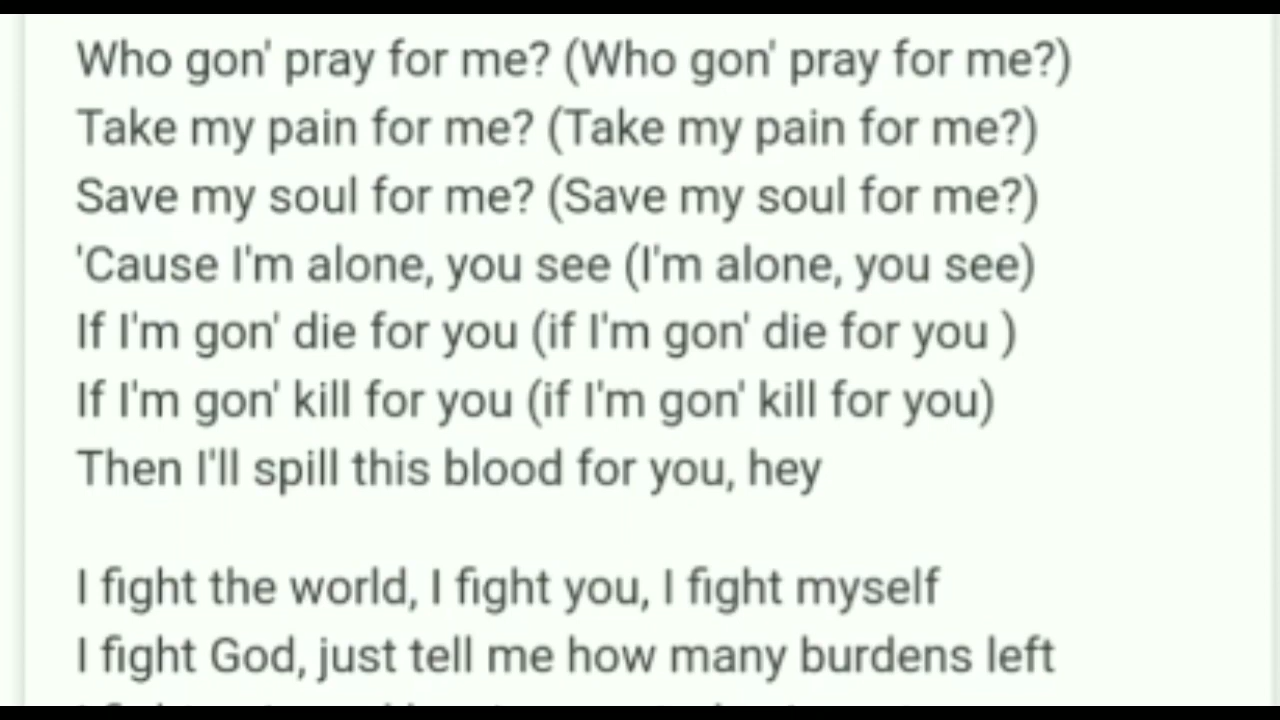 Who gon' pray for me? (Who gon' pray for me?)
Take my pain for me? (Take my pain for me?)
Save my soul for me? (Save my soul for me?)
'Cause I'm alone, you see (I'm alone, you see)
If I'm gon' die for you (if I'm gon' die for you )
If I'm gon' kill for you (if I'm gon' kill for you)
Then I'll spill this blood for you, hey
I fight the world, I fight you, I fight myself
I fight God, just tell me how many burdens left